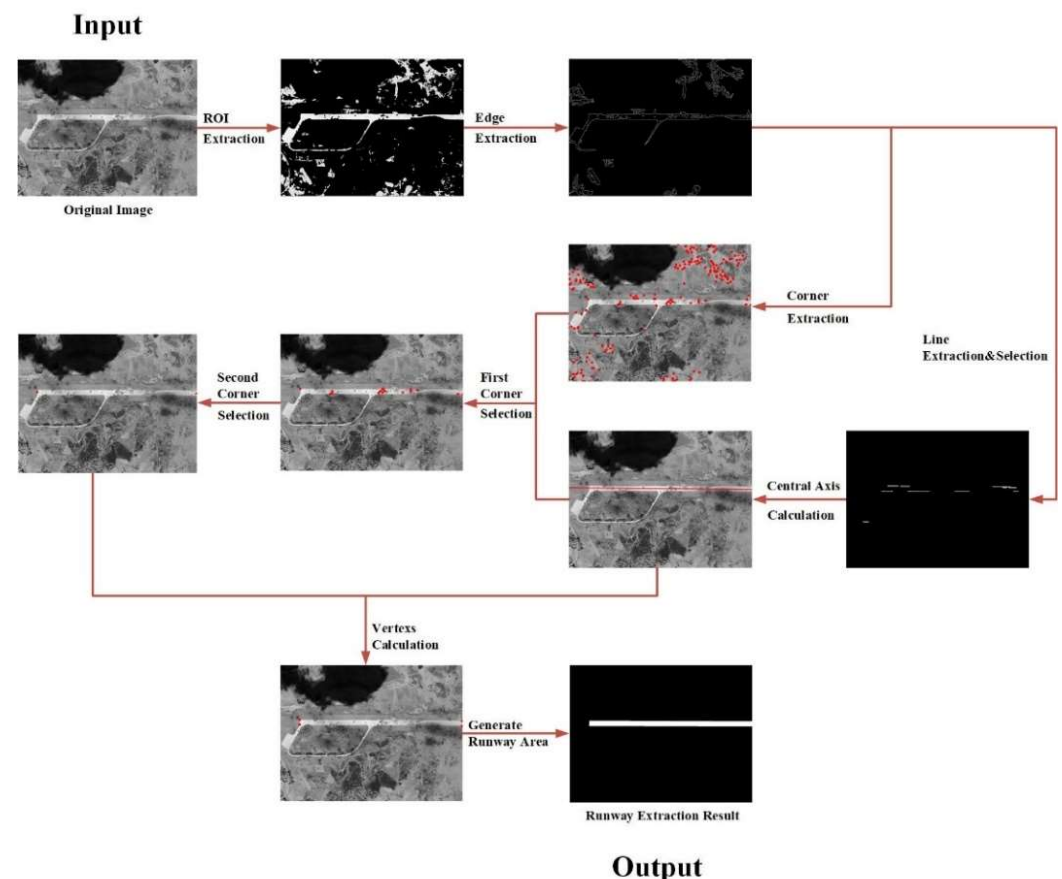 Input
ROI
Extraction
Edge
Extraction
Original Image
Corner
Extraction
Line
Extraction&Selection
Second
Corner
Selection
First
Corner
Selection
Central Axis
Calculation
Vertexs
Calculation
Generate
Runway Area
Runway Extraction Result
Output